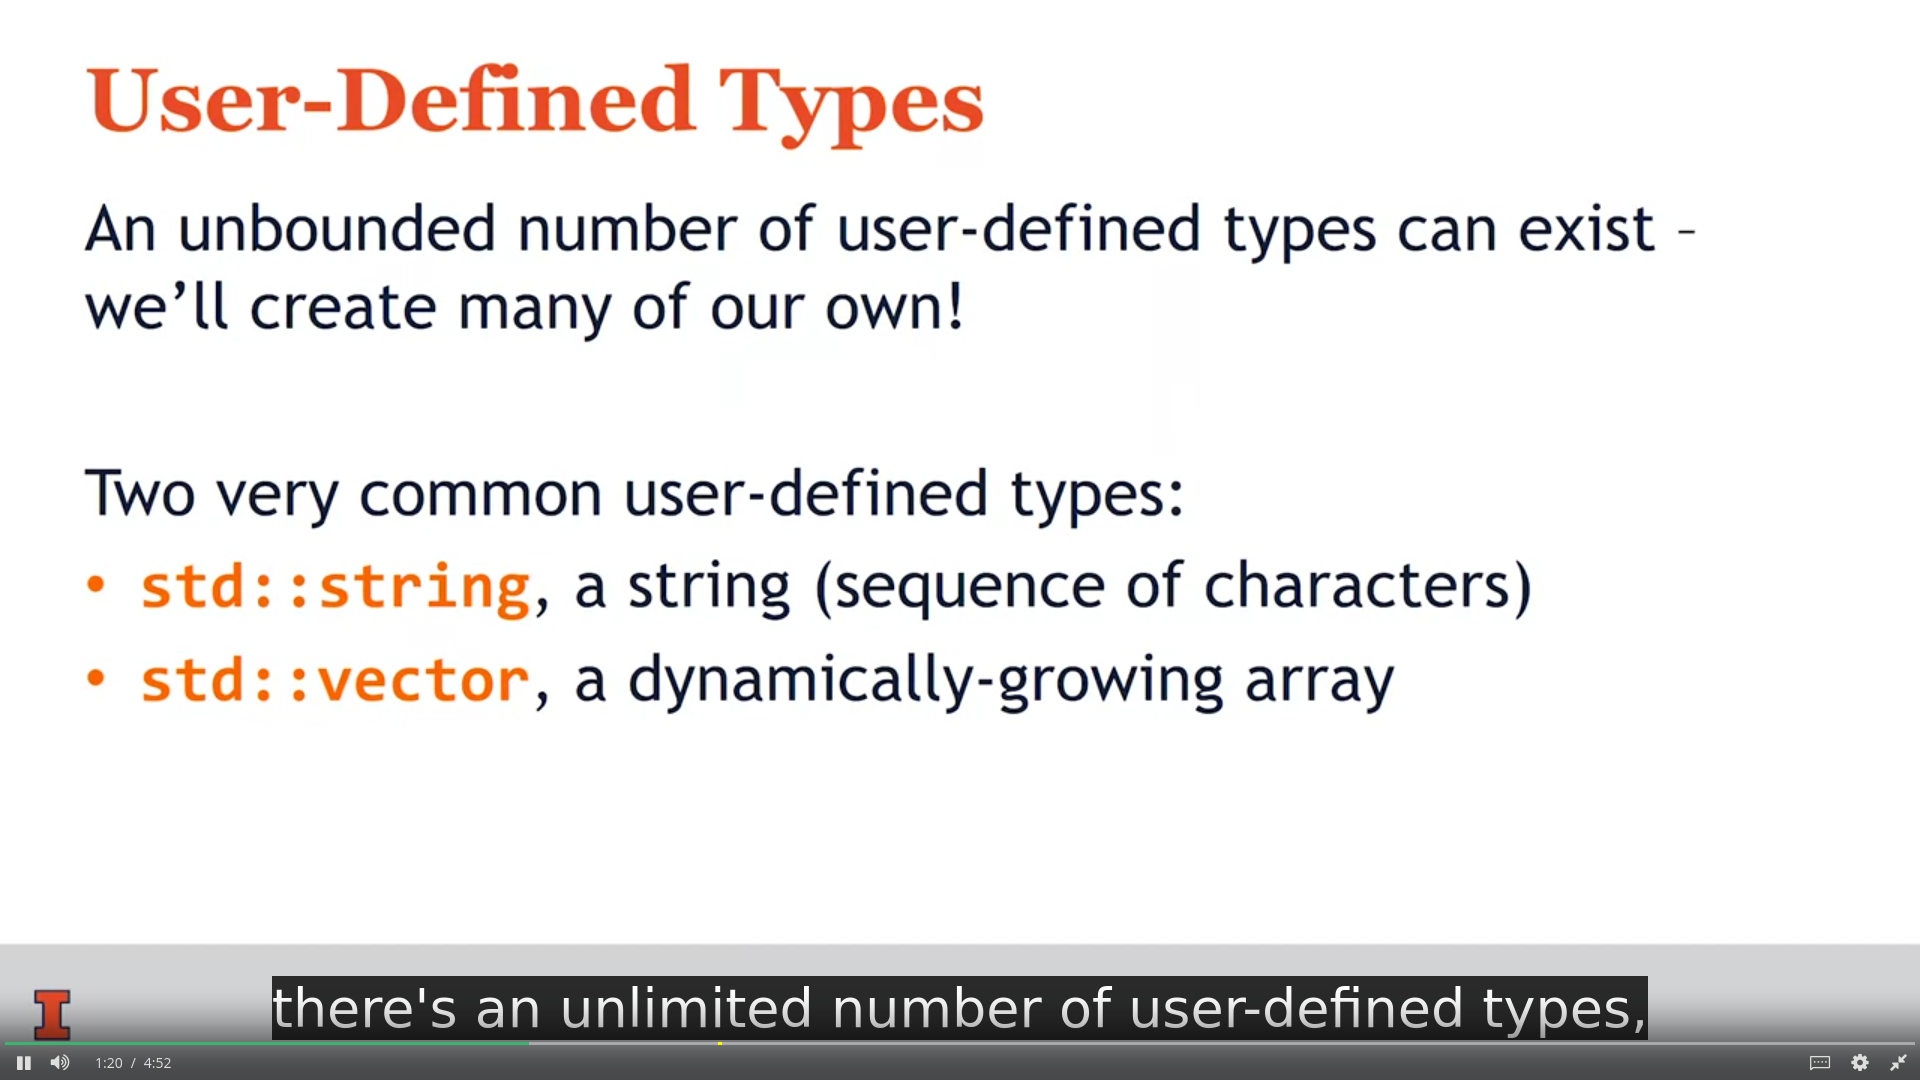 User-Defined Types
An unbounded number of user-defined types can exist –
we’ll create many of our own!
Two very common user-defined types:
• std::string, a string (sequence of characters)
• std::vector, a dynamically-growing array
I
there's an unlimited number of user-defined types,
1:20 / 4:52